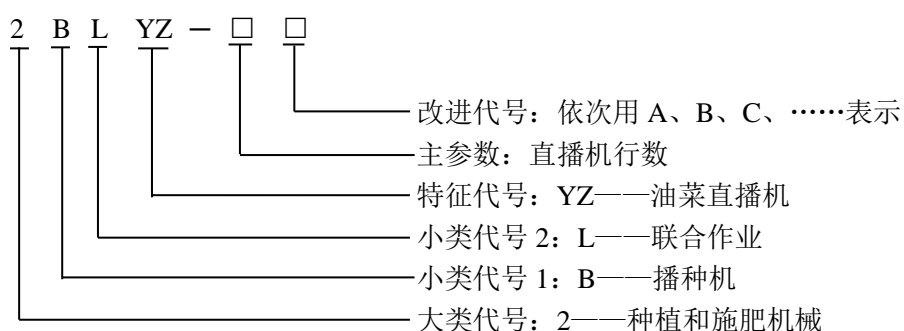 2 B L YZ － □ □
改进代号：依次用 A、B、C、……表示
主参数：直播机行数
特征代号：YZ——油菜直播机
小类代号 2：L——联合作业
小类代号 1：B——播种机
大类代号：2——种植和施肥机械